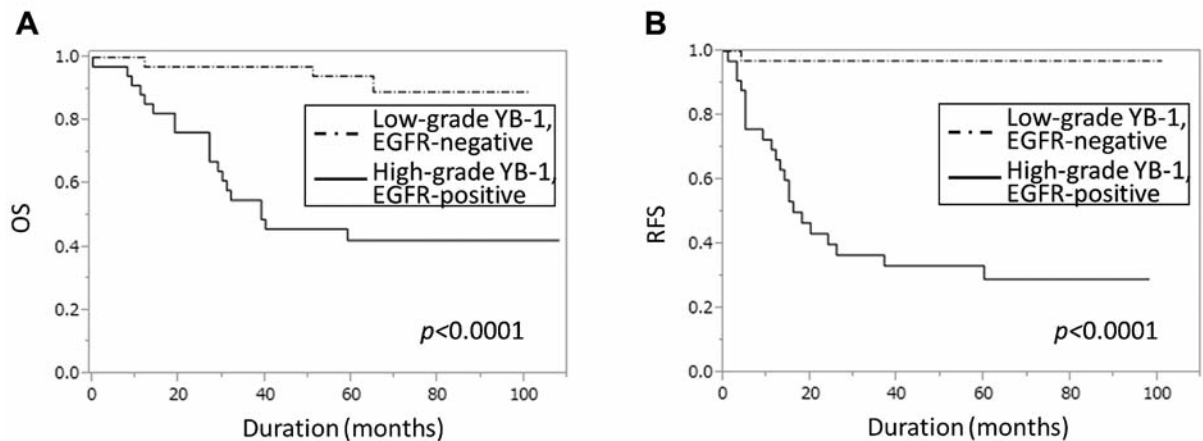 A
1.0
0.8
0.6
0.4
0.2
0.0
OS
Low-grade YB-1,
EGFR-negative
High-grade YB-1,
EGFR-positive
p<0.0001
0 20 40 60 80 100
Duration (months)
B
1.0
0.8
0.6
0.4
0.2
0.0
RFS
Low-grade YB-1,
EGFR-negative
High-grade YB-1,
EGFR-positive
p<0.0001
0 20 40 60 80 100
Duration (months)